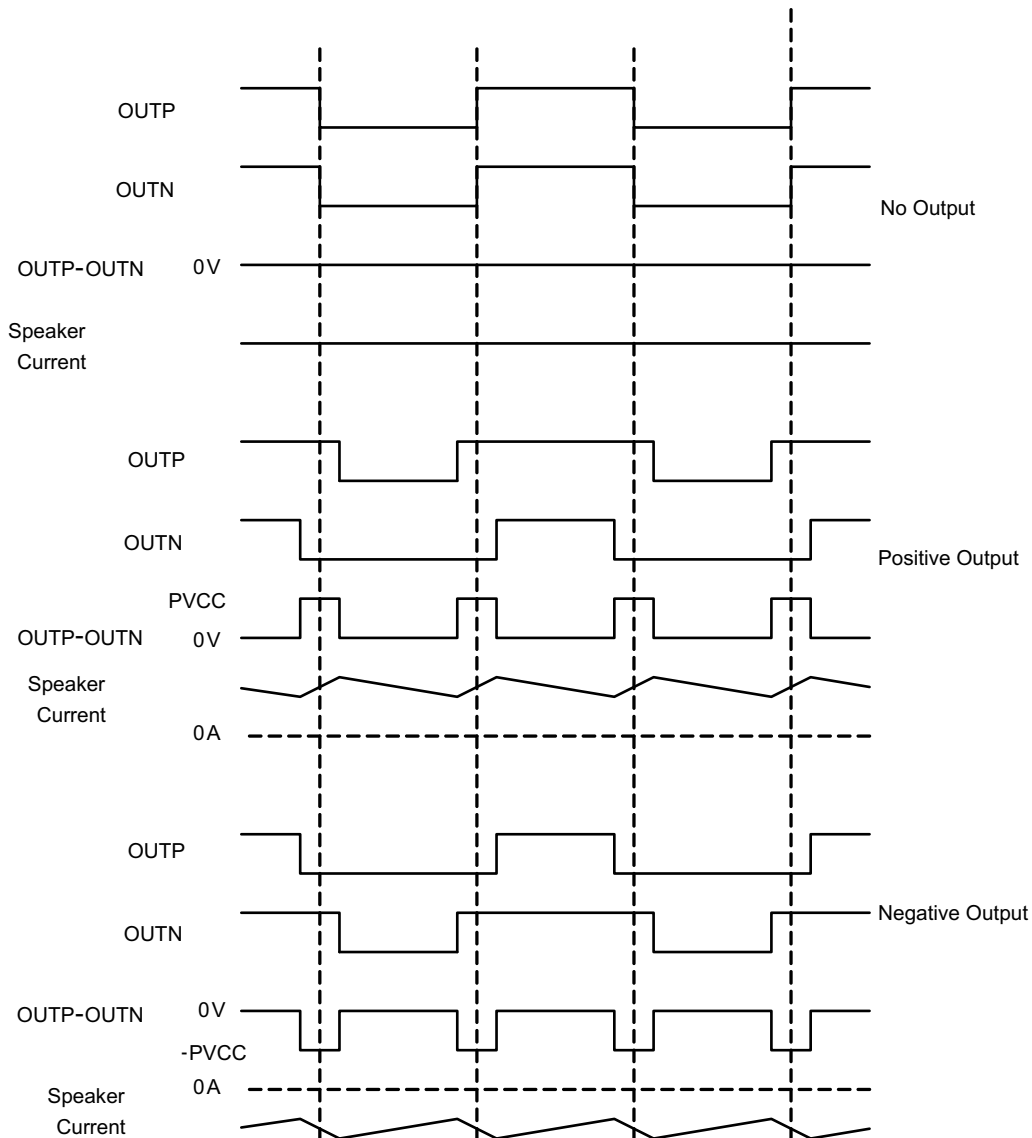 OUTP
OUTN
No Output
OUTP-OUTN 0V
Speaker
Current
OUTP
OUTN
Positive Output
PVCC
OUTP-OUTN 0V
Speaker
Current
0A
OUTP
OUTN
Negative Output
OUTP-OUTN 0V
-PVCC
0A
Speaker
Current